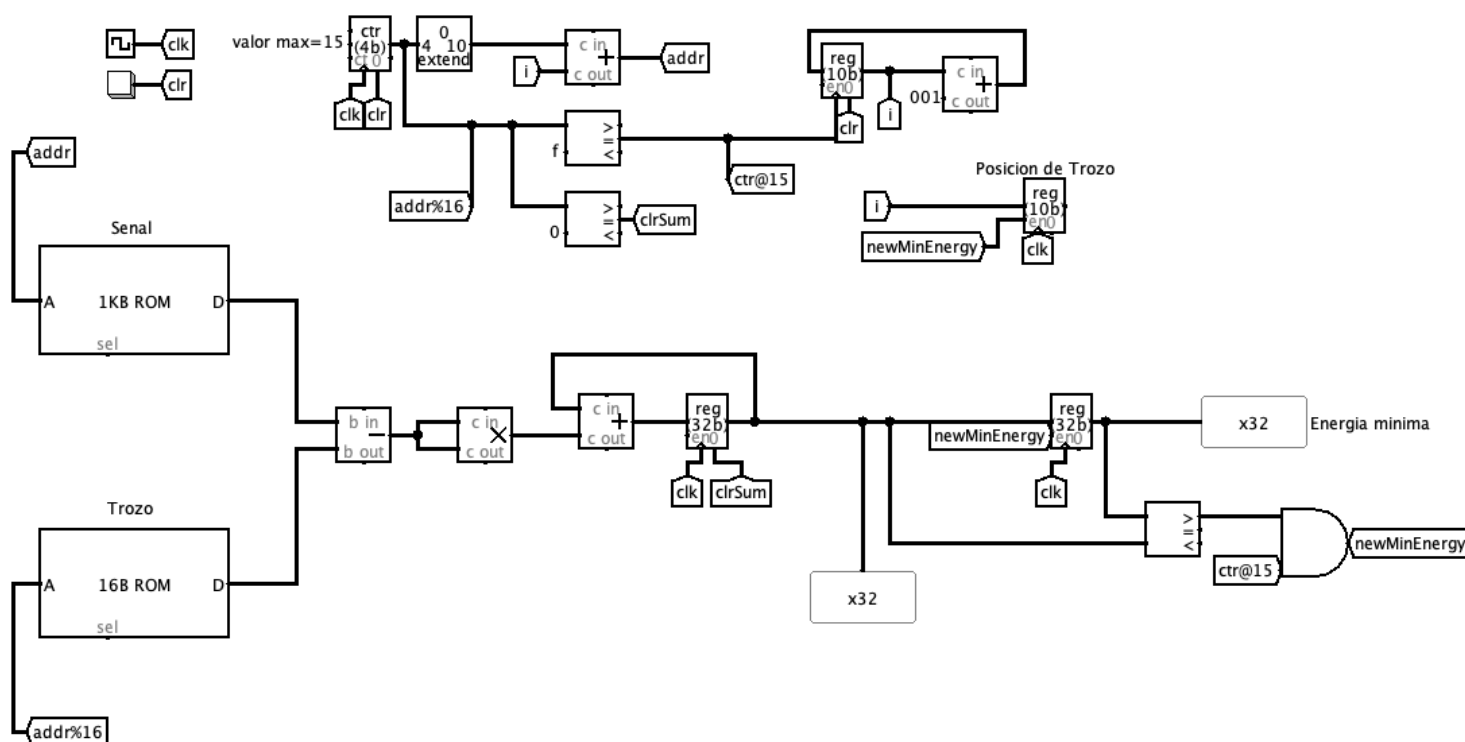 clk
clr
valor max=15
ctr
(4b)
ct 0
clk
clr
0
4 10
extend
i
c in
+
c out
addr
f
>
=
<
addr%16
0
>
=
<
clrSum
ctr@15
reg
(10b)
en0
clr
i
001
c in
+
c out
Posicion de Trozo
i
newMinEnergy
reg
(10b)
en0
clk
addr
Senal
A 1KB ROM D
sel
Trozo
A 16B ROM D
sel
addr%16
b in
b out
c in
c out
c in
+
c out
reg
(32b)
en0
clk
clrSum
x32
newMinEnergy
reg
(32b)
en0
clk
x32 Energia minima
>
=
<
ctr@15
newMinEnergy